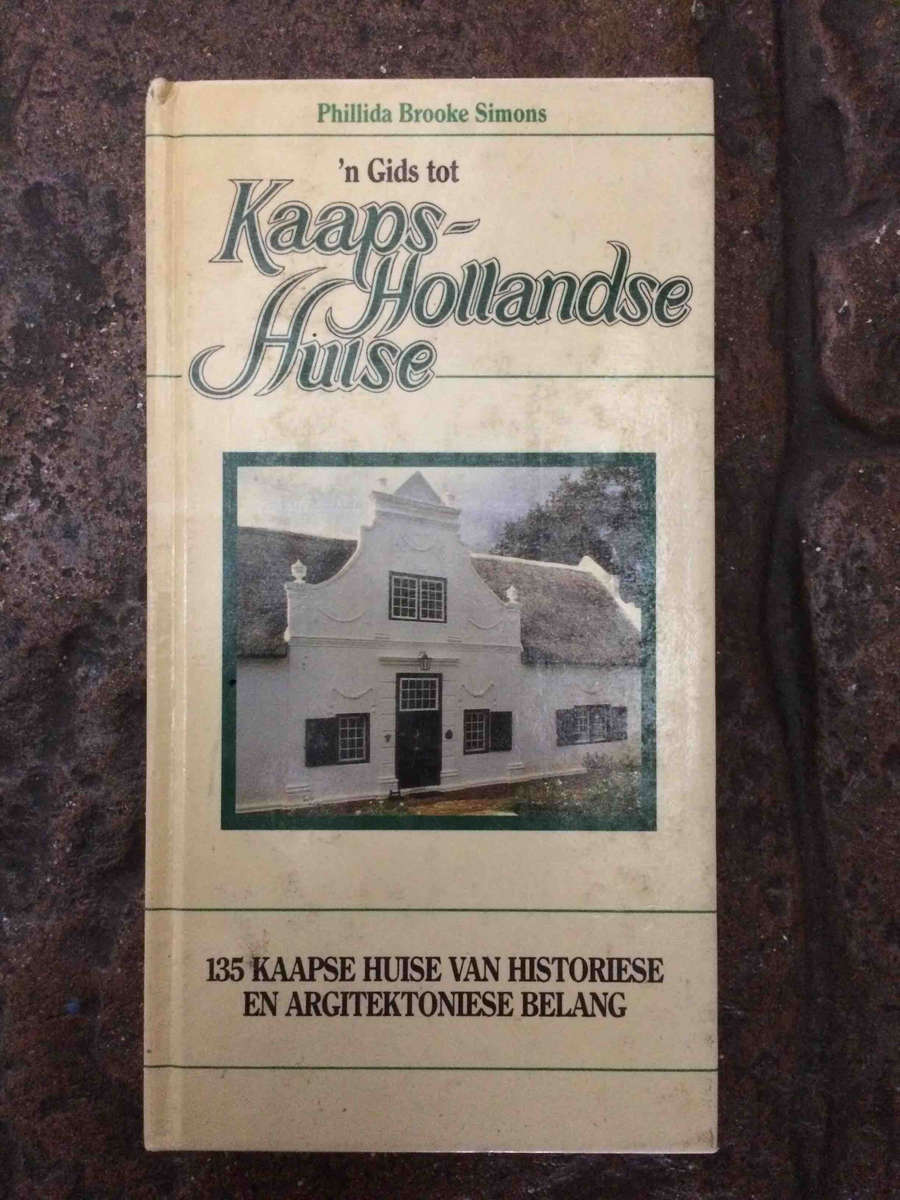 Phillida Brooke Simons
'n Gids tot
Kaaps-
Hollandse
Huise
135 KAAPSE HUISE VAN HISTORIESE
EN ARGITEKTONIESE BELANG